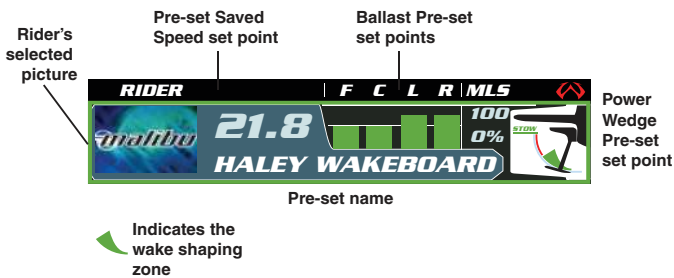 Pre-set Saved
Speed set point
Ballast Pre-set
set points
Rider's
selected
picture
RIDER F C L R MLS
malibu
21.8
100
0%
STOW
HALEY WAKEBOARD
Power
Wedge
Pre-set
set point
Pre-set name
Indicates the
wake shaping
zone